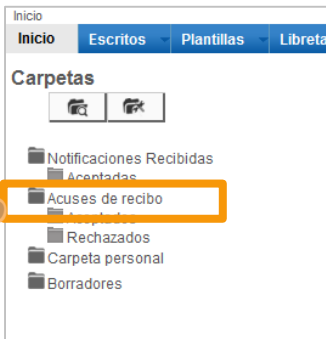 Inicio
Inicio Escritos Plantillas Libreta
Carpetas
Notificaciones Recibidas
Aceptadas
Acuses de recibo
Aceptados
Rechazados
Carpeta personal
Borradores